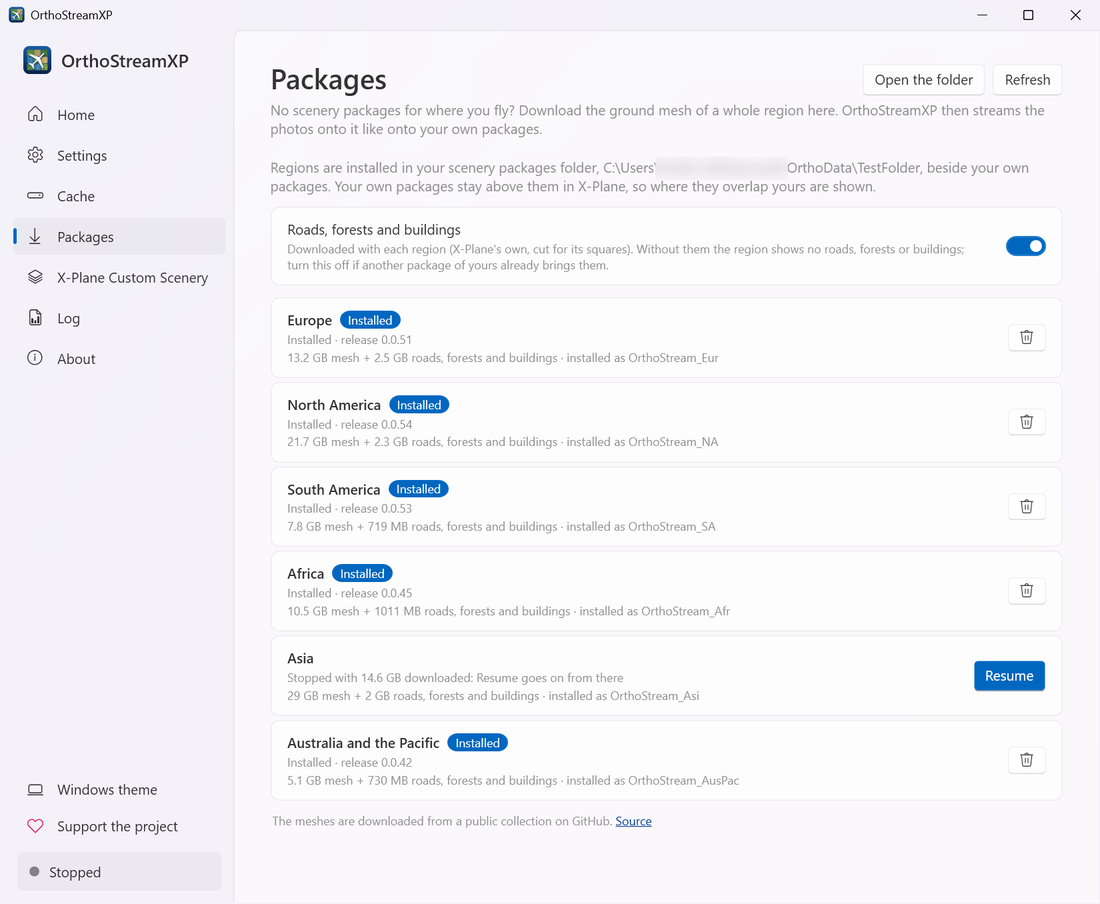 OrthoStreamXP
OrthoStreamXP
Home
Settings
Cache
Packages
X-Plane Custom Scenery
Log
About
Windows theme
Support the project
Stopped
Packages
Open the folder
Refresh
No scenery packages for where you fly? Download the ground mesh of a whole region here. OrthoStreamXP then streams the
photos onto it like onto your own packages.
Regions are installed in your scenery packages folder, C:\Users\ OrthoData\TestFolder, beside your own
packages. Your own packages stay above them in X-Plane, so where they overlap yours are shown.
Roads, forests and buildings
Downloaded with each region (X-Plane's own, cut for its squares). Without them the region shows no roads, forests or buildings;
turn this off if another package of yours already brings them.
Europe Installed
Installed · release 0.0.51
13.2 GB mesh + 2.5 GB roads, forests and buildings · installed as OrthoStream_Eur
North America Installed
Installed · release 0.0.54
21.7 GB mesh + 2.3 GB roads, forests and buildings · installed as OrthoStream_NA
South America Installed
Installed · release 0.0.53
7.8 GB mesh + 719 MB roads, forests and buildings · installed as OrthoStream_SA
Africa Installed
Installed · release 0.0.45
10.5 GB mesh + 1011 MB roads, forests and buildings · installed as OrthoStream_Afr
Asia
Stopped with 14.6 GB downloaded: Resume goes on from there
29 GB mesh + 2 GB roads, forests and buildings · installed as OrthoStream_Asi
Resume
Australia and the Pacific Installed
Installed · release 0.0.42
5.1 GB mesh + 730 MB roads, forests and buildings · installed as OrthoStream_AusPac
The meshes are downloaded from a public collection on GitHub. Source